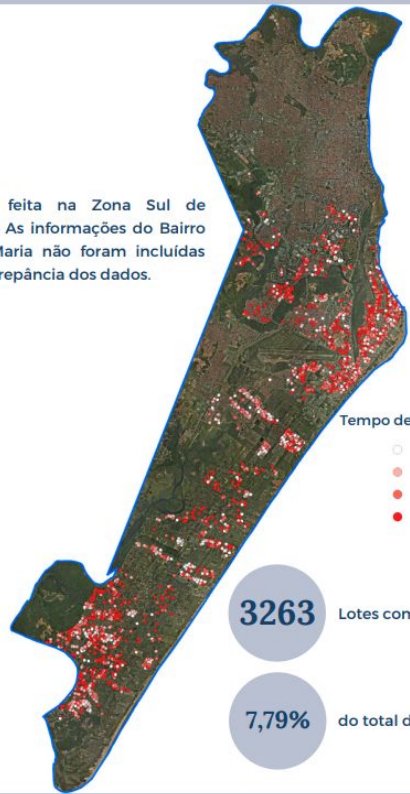 feita na Zona Sul de
As informações do Bairro
Maria não foram incluídas
repância dos dados.
Tempo de
3263
Lotes con
7,79%
do total d